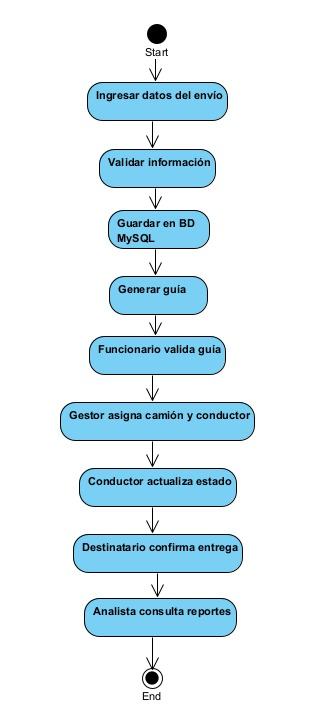 Start
Ingresar datos del envío
Validar información
Guardar en BD
MySQL
Generar guía
Funcionario valida guía
Gestor asigna camión y conductor
Conductor actualiza estado
Destinatario confirma entrega
Analista consulta reportes
End